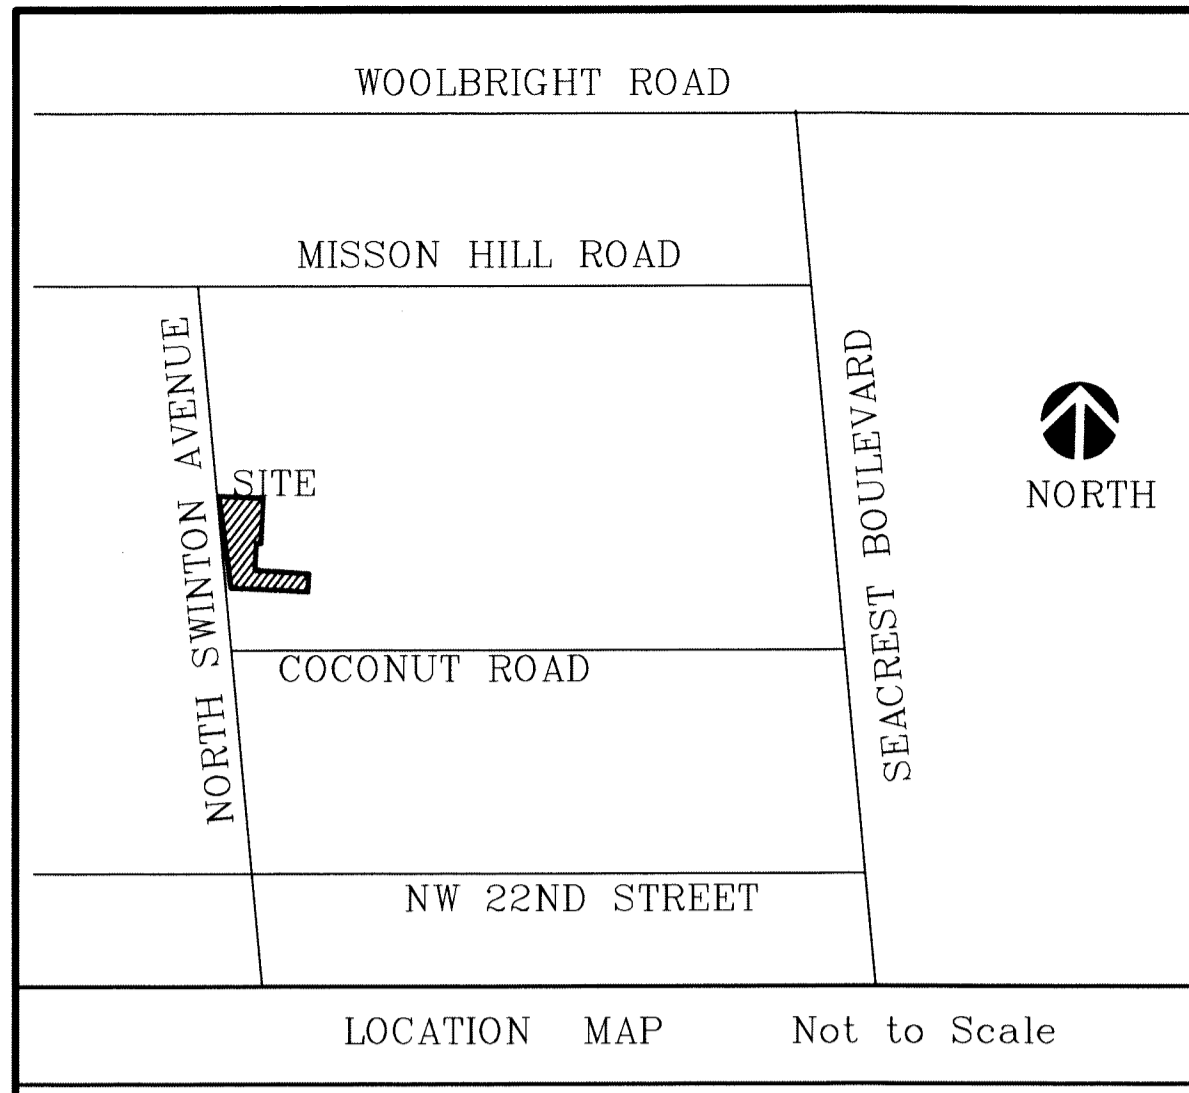 WOOLBRIGHT ROAD
MISSON HILL ROAD
NORTH SWINTON AVENUE
SITE
SEACREST BOULEVARD
NORTH
COCONUT ROAD
NW 22ND STREET
LOCATION MAP Not to Scale